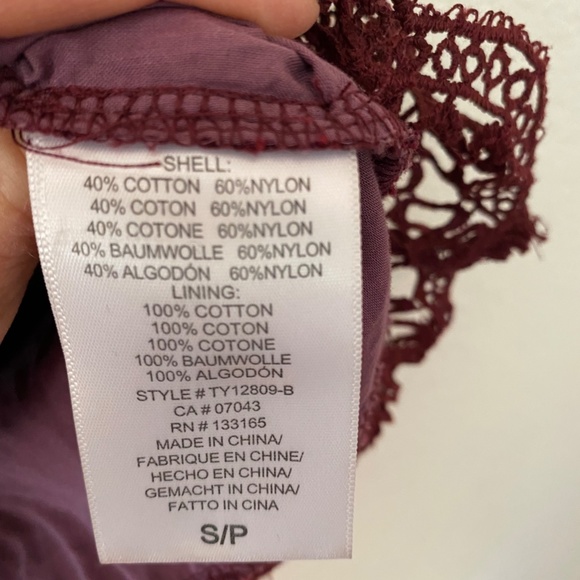 SHELL:
40% COTTON 60%NYLON
40% COTON 60%NYLON
40% COTONE 60%NYLON
40% BAUMWOLLE 60%NYLON
40% ALGODÓN 60%NYLON
LINING:
100% COTTON
100% COTON
100% COTONE
100% BAUMWOLLE
100% ALGODÓN
STYLE # TY12809-B
CA # 07043
RN # 133165
MADE IN CHINA/
FABRIQUE EN CHINE/
HECHO EN CHINA/
GEMACHT IN CHINA/
FATTO IN CINA
S/P